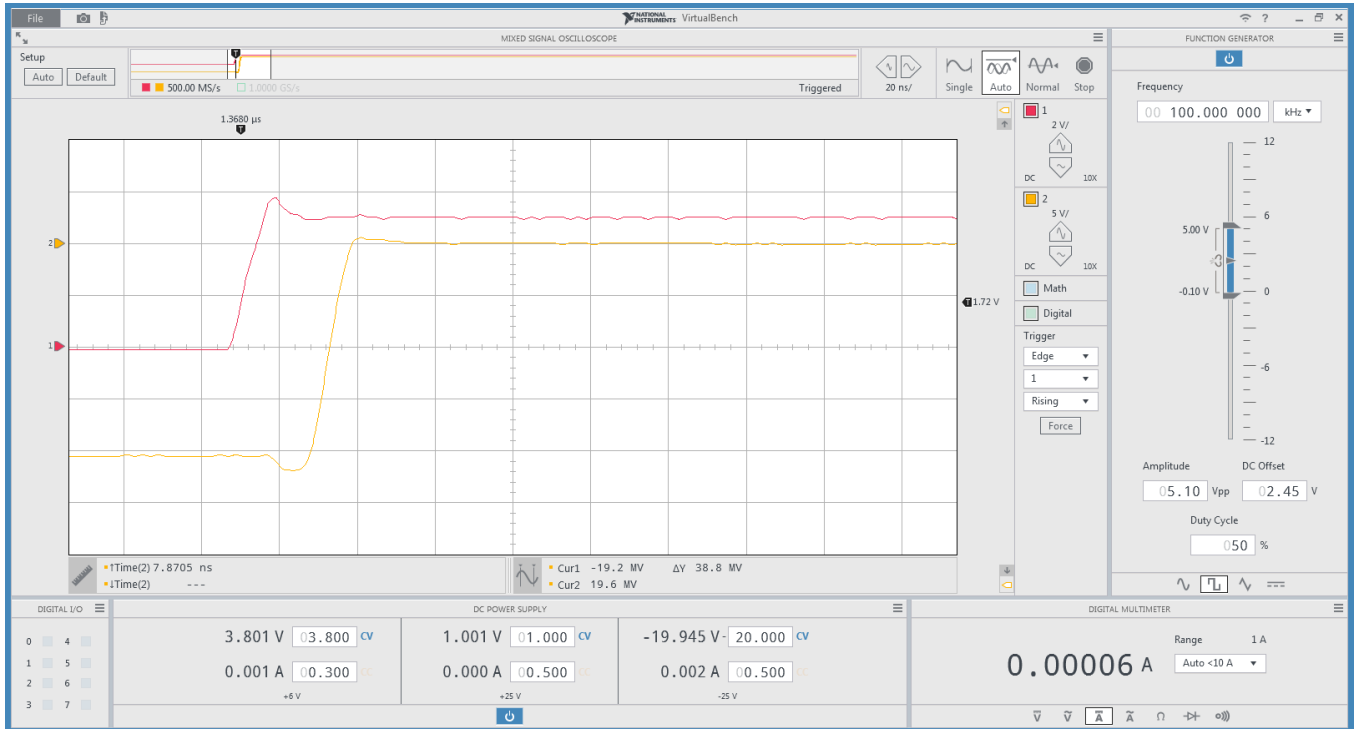 File
NATIONAL INSTRUMENTS VirtualBench
?
MIXED SIGNAL OSCILLOSCOPE
Setup
Auto Default
T
500.00 MS/s 1.0000 GS/s Triggered
20 ns/
Single Auto Normal Stop
1.3680 µs
T
2
1
T 1.72 V
1
2 V/
DC 10X
2
5 V/
DC 10X
Math
Digital
Trigger
Edge
1
Rising
Force
↑Time(2) 7.8705 ns
↓Time(2) ---
Cur1 -19.2 MV ΔY 38.8 MV
Cur2 19.6 MV
FUNCTION GENERATOR
Frequency
00 100.000 000 kHz
12
6
5.00 V
-0.10 V
0
-6
-12
Amplitude DC Offset
05.10 Vpp 02.45 V
Duty Cycle
050 %
DIGITAL I/O
0 4
1 5
2 6
3 7
DC POWER SUPPLY
3.801 V 03.800 CV
0.001 A 00.300 CC
+6 V
1.001 V 01.000 CV
0.000 A 00.500 CC
+25 V
-19.945 V - 20.000 CV
0.002 A 00.500 CC
-25 V
DIGITAL MULTIMETER
Range 1 A
0.00006 A
Auto <10 A
V V A A Ω